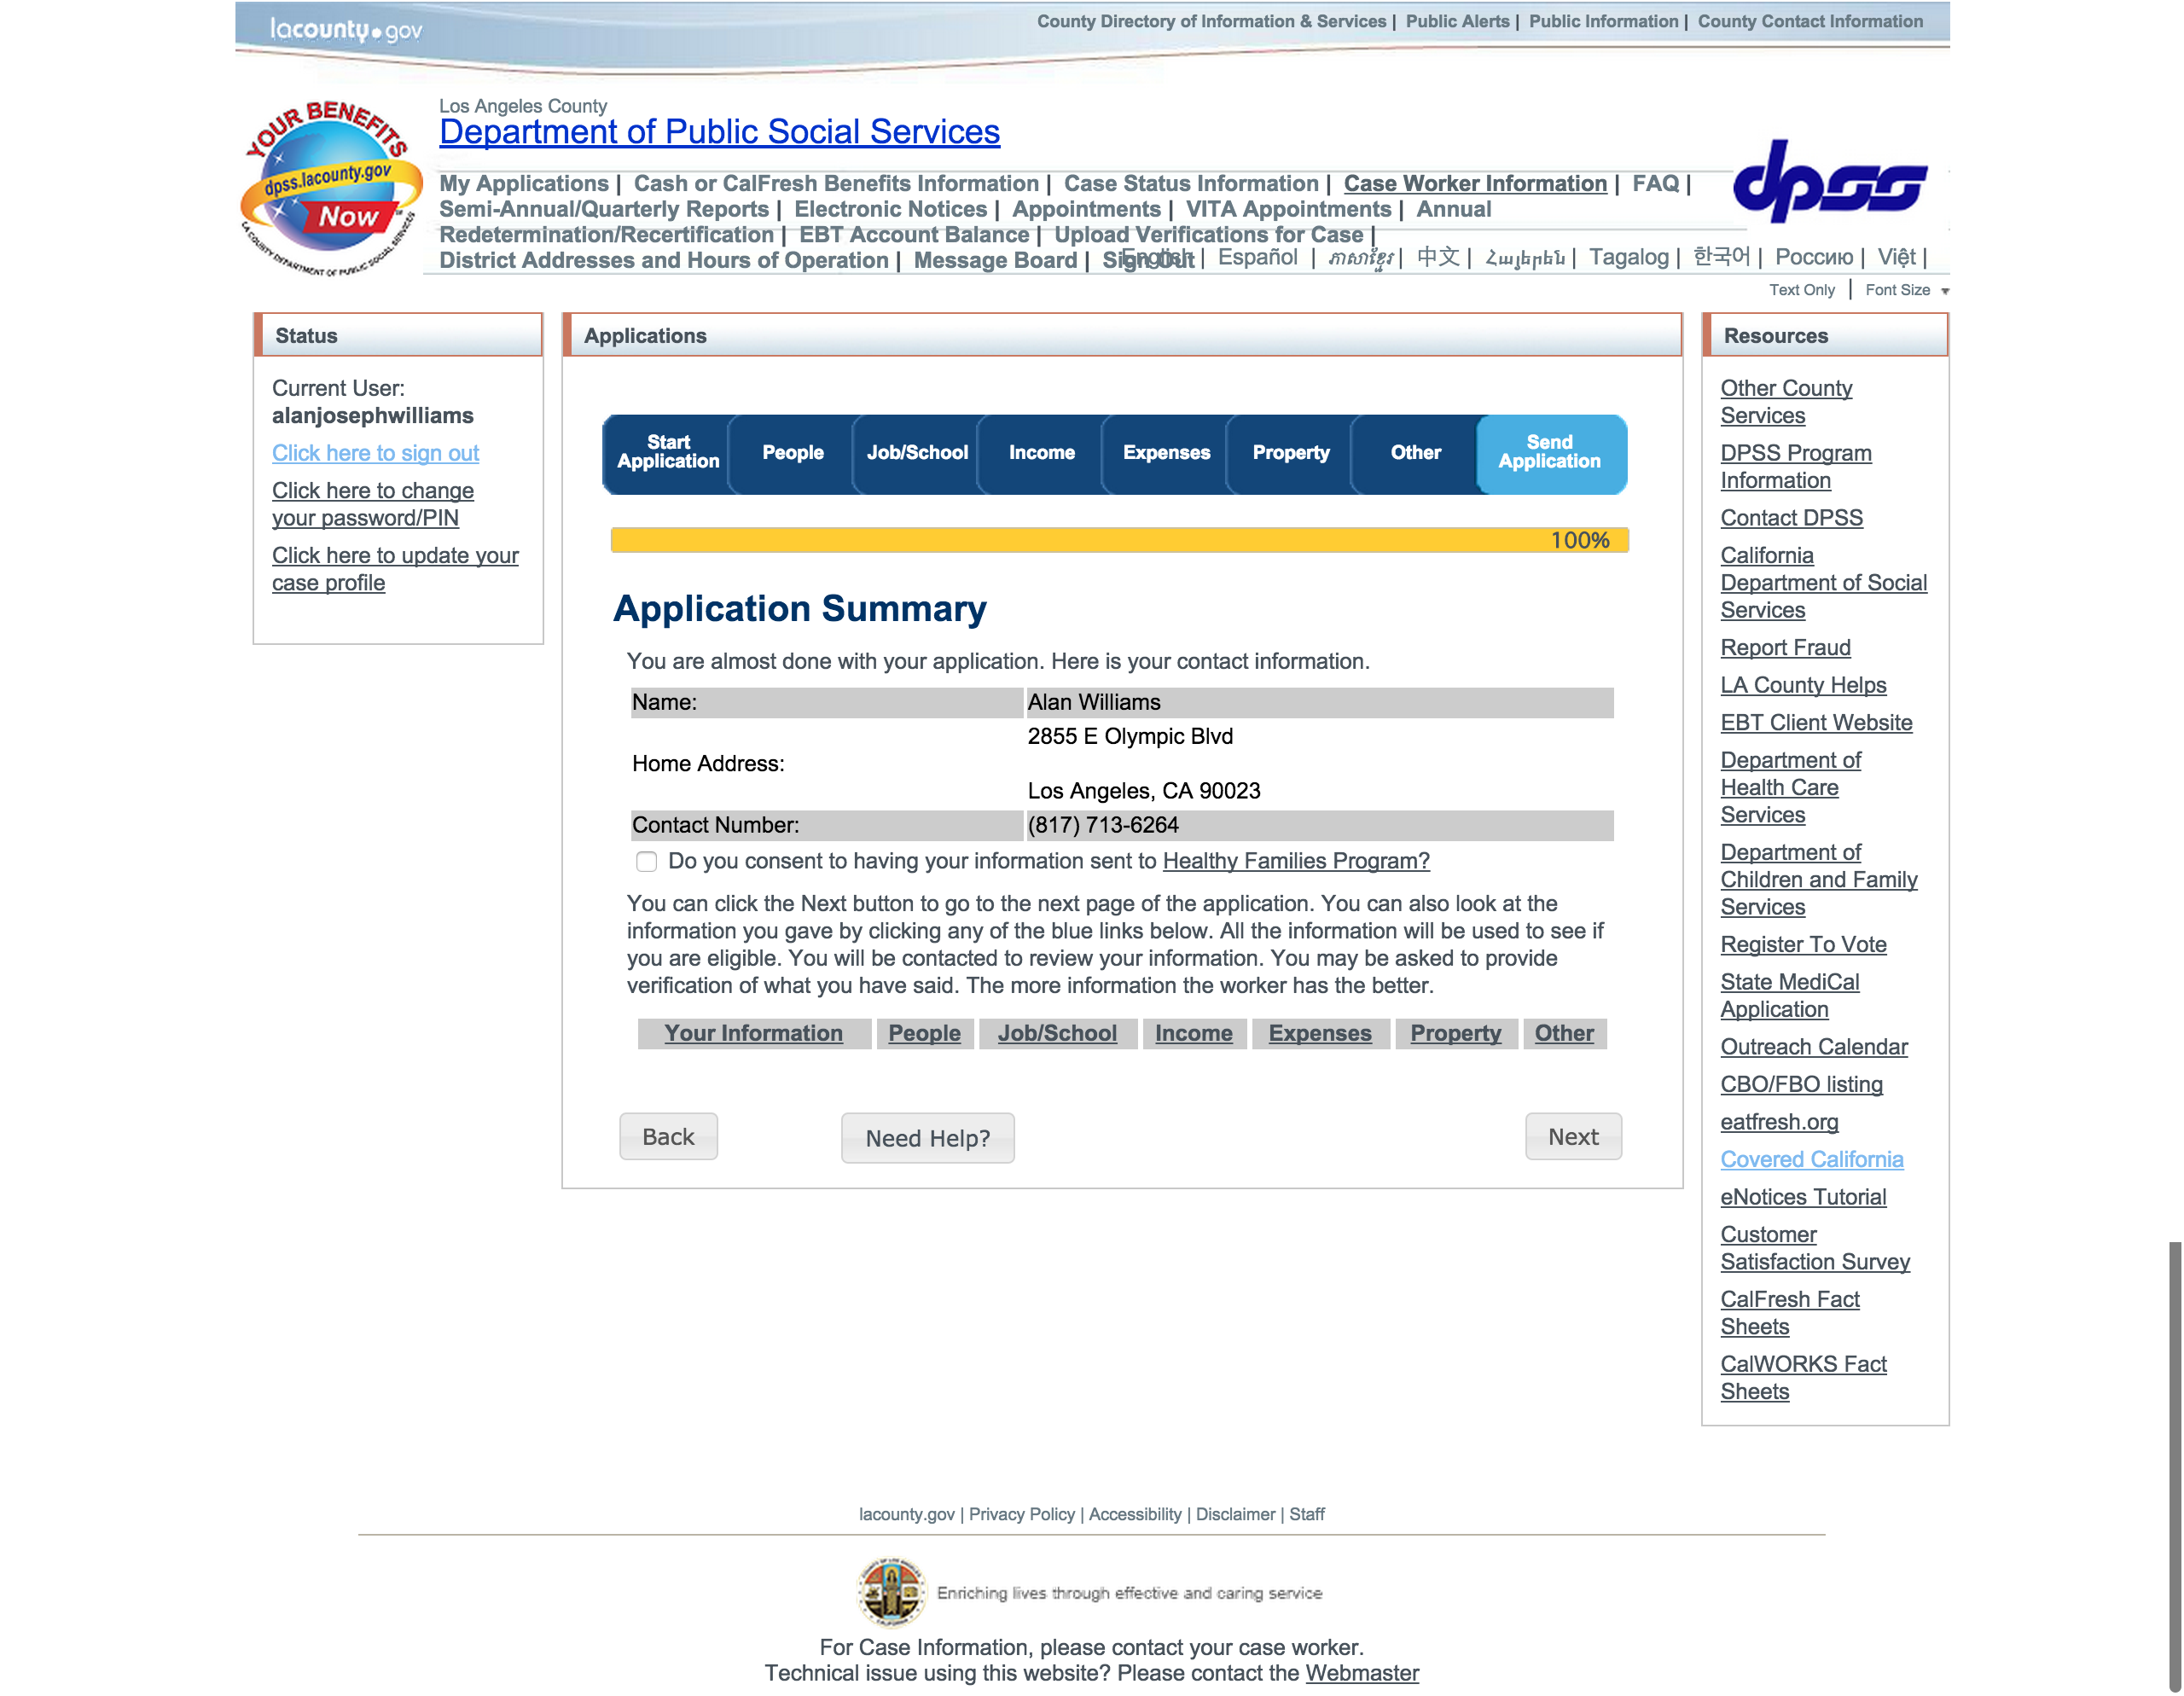 lacounty.gov
County Directory of Information & Services | Public Alerts | Public Information | County Contact Information
YOUR BENEFITS
dpss.lacounty.gov
Now
LA COUNTY DEPARTMENT OF PUBLIC SOCIAL SERVICES
Los Angeles County
Department of Public Social Services
dpss
My Applications | Cash or CalFresh Benefits Information | Case Status Information | Case Worker Information | FAQ |
Semi-Annual/Quarterly Reports | Electronic Notices | Appointments | VITA Appointments | Annual
Redetermination/Recertification | EBT Account Balance | Upload Verifications for Case |
District Addresses and Hours of Operation | Message Board | Sign Out
English | Español | ភាសាខ្មែរ | 中文 | Հայերեն | Tagalog | 한국어 | Россию | Việt |
Text Only | Font Size
Status
Current User:
alanjosephwilliams
Click here to sign out
Click here to change
your password/PIN
Click here to update your
case profile
Applications
Start
Application
People
Job/School
Income
Expenses
Property
Other
Send
Application
100%
Application Summary
You are almost done with your application. Here is your contact information.
Name: Alan Williams
Home Address: 2855 E Olympic Blvd
Los Angeles, CA 90023
Contact Number: (817) 713-6264
Do you consent to having your information sent to Healthy Families Program?
You can click the Next button to go to the next page of the application. You can also look at the
information you gave by clicking any of the blue links below. All the information will be used to see if
you are eligible. You will be contacted to review your information. You may be asked to provide
verification of what you have said. The more information the worker has the better.
Your Information People Job/School Income Expenses Property Other
Back
Need Help?
Next
Resources
Other County
Services
DPSS Program
Information
Contact DPSS
California
Department of Social
Services
Report Fraud
LA County Helps
EBT Client Website
Department of
Health Care
Services
Department of
Children and Family
Services
Register To Vote
State MediCal
Application
Outreach Calendar
CBO/FBO listing
eatfresh.org
Covered California
eNotices Tutorial
Customer
Satisfaction Survey
CalFresh Fact
Sheets
CalWORKS Fact
Sheets
lacounty.gov | Privacy Policy | Accessibility | Disclaimer | Staff
Enriching lives through effective and caring service
For Case Information, please contact your case worker.
Technical issue using this website? Please contact the Webmaster